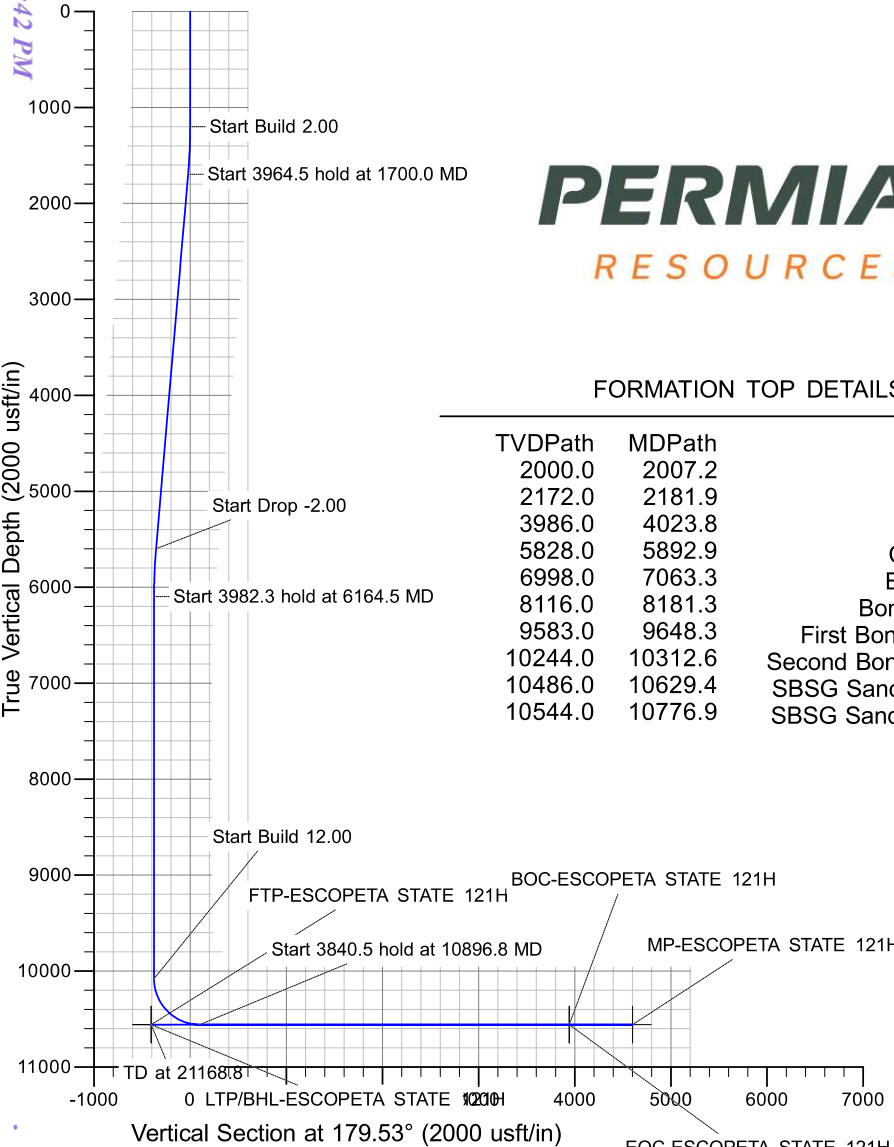 42 PM
0
1000
2000
3000
4000
5000
6000
7000
8000
9000
10000
11000
True Vertical Depth (2000 usft/in)
Start Build 2.00
Start 3964.5 hold at 1700.0 MD
Start Drop -2.00
Start 3982.3 hold at 6164.5 MD
Start Build 12.00
FTP-ESCOPETA STATE 121H
BOC-ESCOPETA STATE 121H
Start 3840.5 hold at 10896.8 MD
MP-ESCOPETA STATE 121H
TD at 21168.8
LTP/BHL-ESCOPETA STATE 121H
EOC-ESCOPETA STATE 121H
-1000 0 4000 5000 6000 7000
Vertical Section at 179.53° (2000 usft/in)
PERMIA
RESOURCE
FORMATION TOP DETAILS
TVDPath MDPath
2000.0 2007.2
2172.0 2181.9
3986.0 4023.8
5828.0 5892.9
6998.0 7063.3
8116.0 8181.3 Bon
9583.0 9648.3 First Bon
10244.0 10312.6 Second Bon
10486.0 10629.4 SBSG Sand
10544.0 10776.9 SBSG Sand